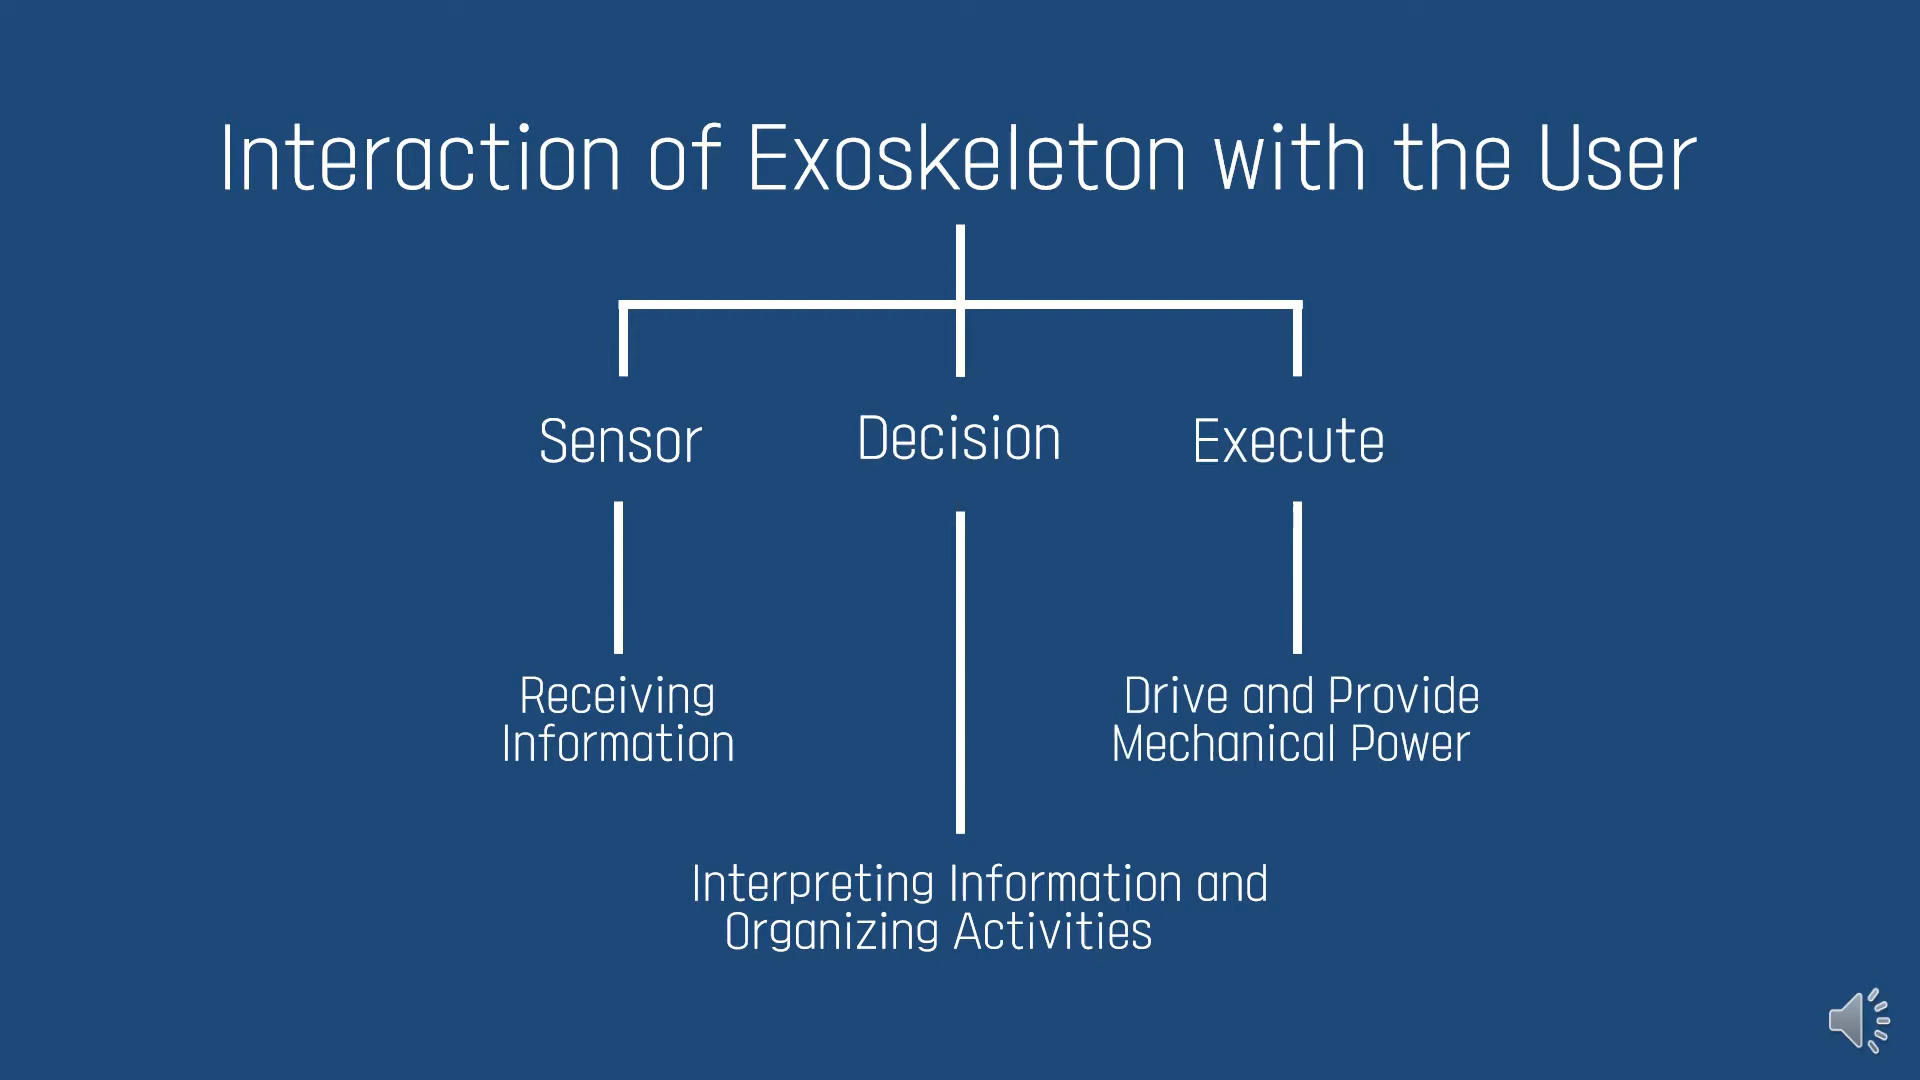 Interaction of Exoskeleton with the User
Sensor
Decision
Execute
Receiving
Information
Drive and Provide
Mechanical Power
Interpreting Information and
Organizing Activities